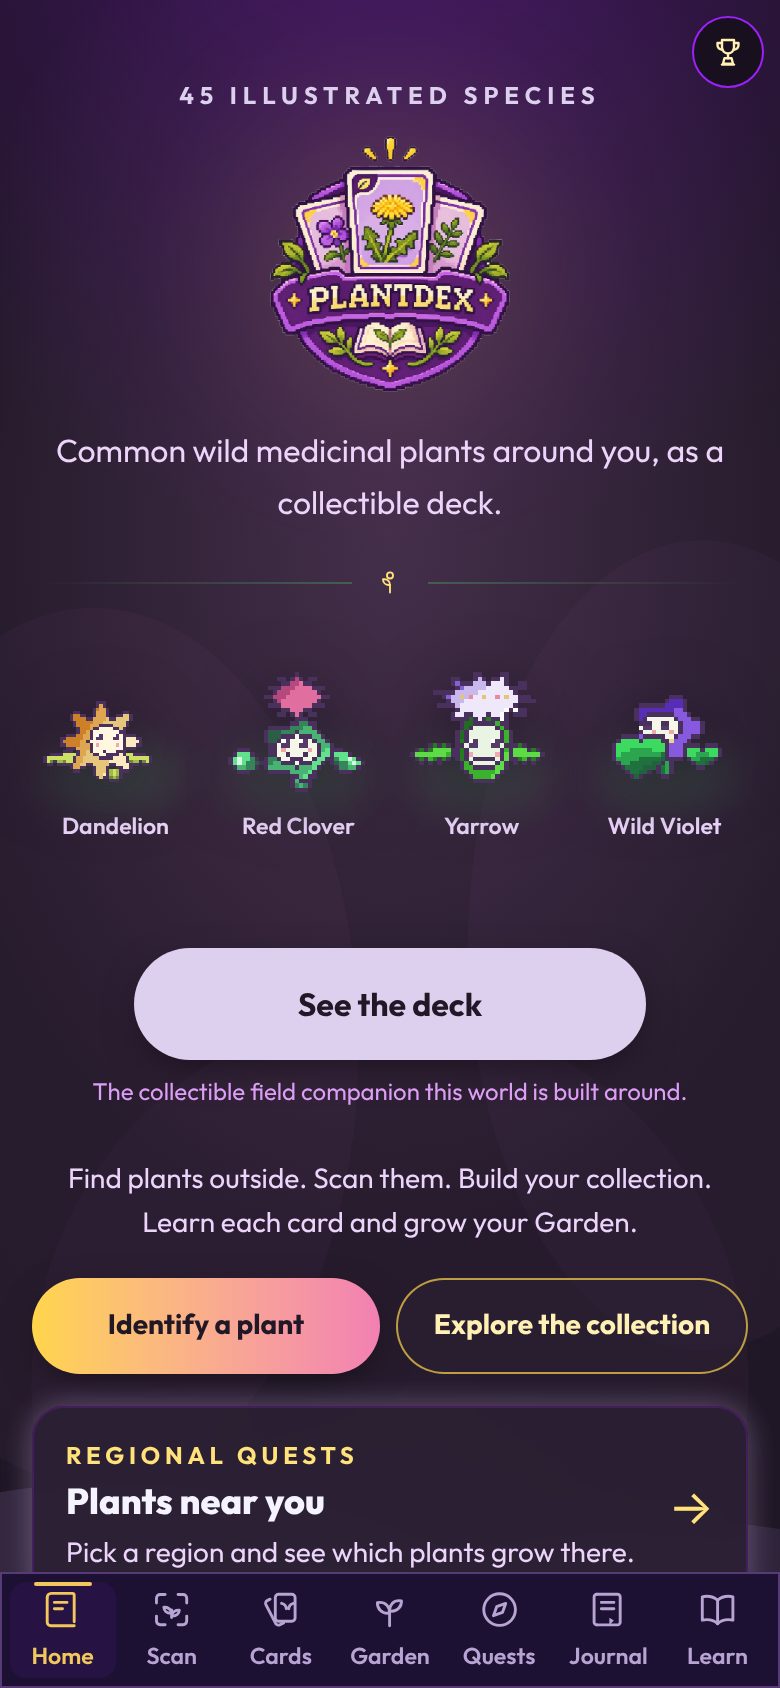 45 ILLUSTRATED SPECIES
PLANTDEX
Common wild medicinal plants around you, as a
collectible deck.
Dandelion
Red Clover
Yarrow
Wild Violet
See the deck
The collectible field companion this world is built around.
Find plants outside. Scan them. Build your collection.
Learn each card and grow your Garden.
Identify a plant
Explore the collection
REGIONAL QUESTS
Plants near you
Pick a region and see which plants grow there.
Home
Scan
Cards
Garden
Quests
Journal
Learn